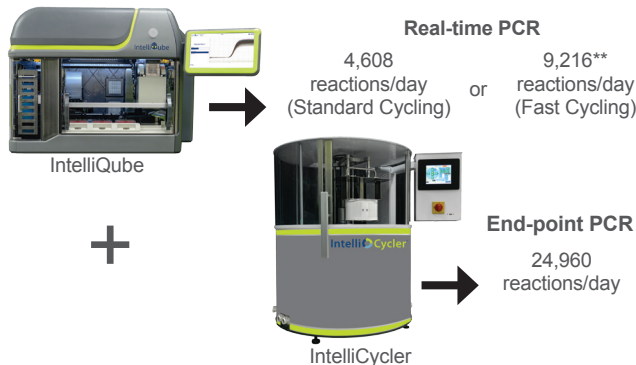 Real-time PCR
4,608
reactions/day
(Standard Cycling)
or
9,216**
reactions/day
(Fast Cycling)
IntelliQube
IntelliQube
+
IntelliCycler
End-point PCR
24,960
reactions/day
IntelliCycler